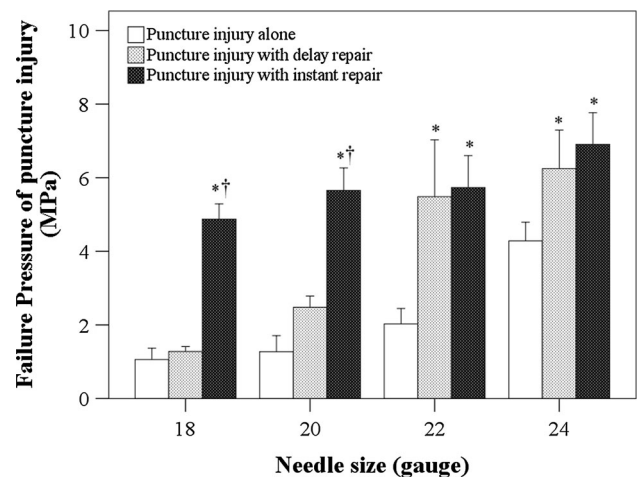 Failure Pressure of puncture injury
(MPa)
10
8
6
4
2
0
Puncture injury alone
Puncture injury with delay repair
Puncture injury with instant repair
*†
*†
*
*
*
*
18
20
22
24
Needle size (gauge)